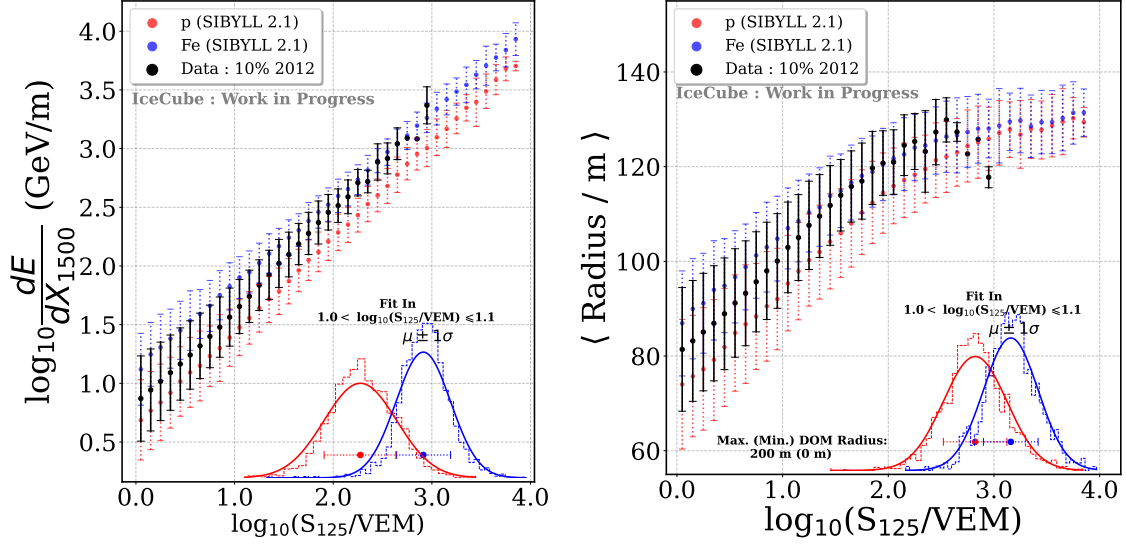 p (SIBYLL 2.1)
Fe (SIBYLL 2.1)
Data : 10% 2012
IceCube : Work in Progress
log₁₀ dE/dX₁₅₀₀ (GeV/m)
4.0
3.5
3.0
2.5
2.0
1.5
1.0
0.5
Fit In
1.0 < log₁₀(S₁₂₅/VEM) ⩽1.1
μ ± 1σ
0.0 1.0 2.0 3.0 4.0
log₁₀(S₁₂₅/VEM)
p (SIBYLL 2.1)
Fe (SIBYLL 2.1)
Data : 10% 2012
IceCube : Work in Progress
⟨ Radius / m ⟩
140
120
100
80
60
Fit In
1.0 < log₁₀(S₁₂₅/VEM) ⩽1.1
μ ± 1σ
Max. (Min.) DOM Radius:
200 m (0 m)
0.0 1.0 2.0 3.0 4.0
log₁₀(S₁₂₅/VEM)